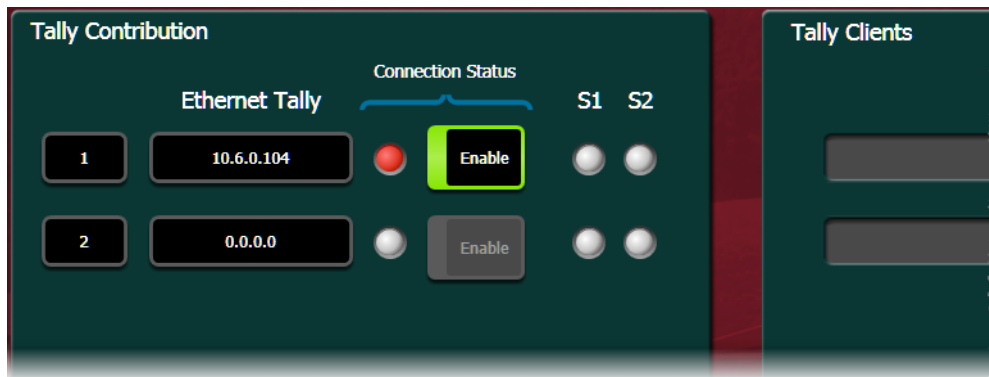 Tally Contribution
Tally Clients
Connection Status
Ethernet Tally
S1 S2
1 10.6.0.104 Enable
2 0.0.0.0 Enable